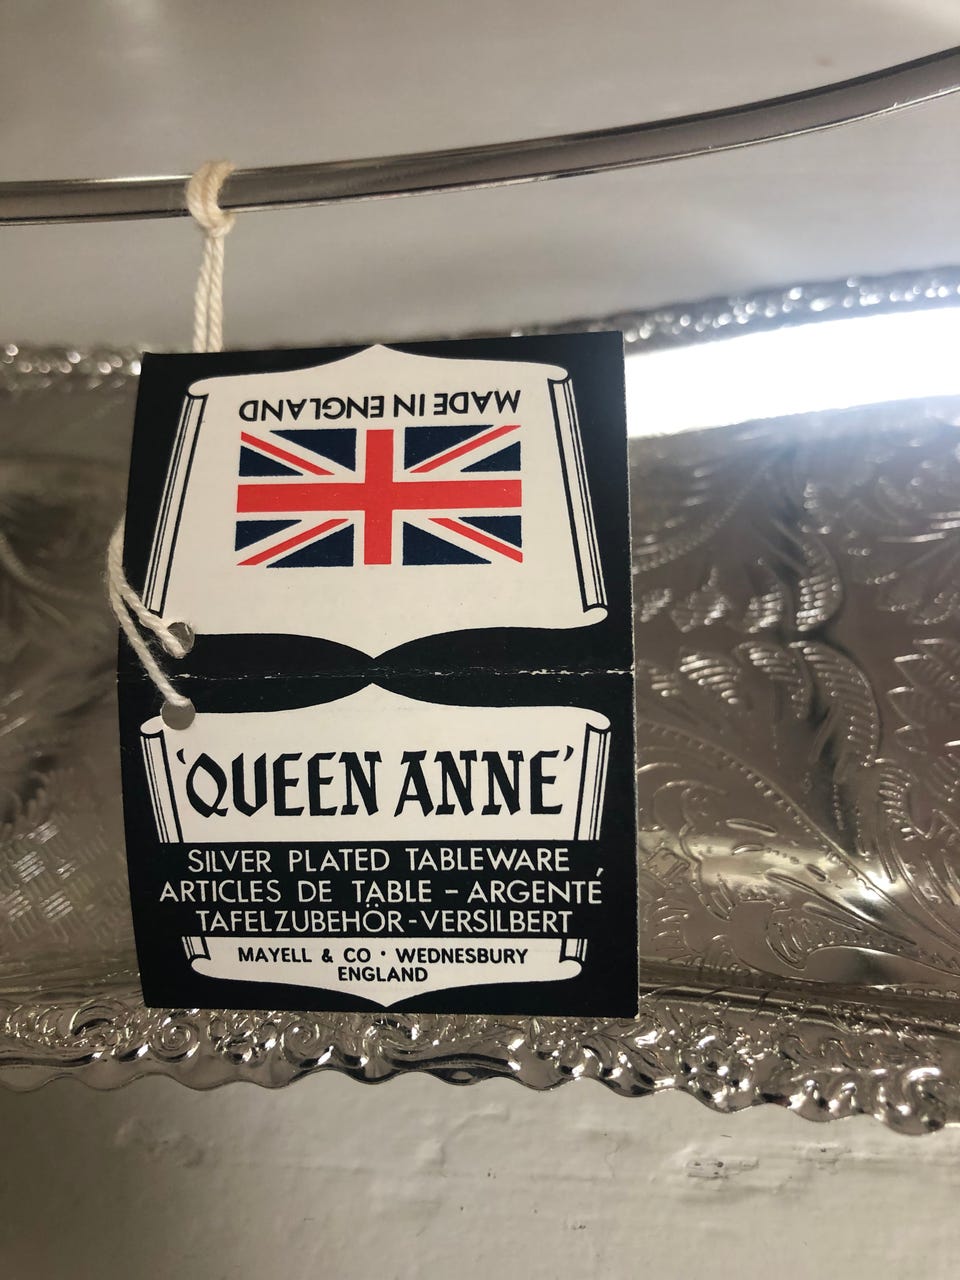 MADE IN ENGLAND
'QUEEN ANNE'
SILVER PLATED TABLEWARE
ARTICLES DE TABLE - ARGENTÉ
TAFELZUBEHÖR - VERSILBERT
MAYELL & CO · WEDNESBURY
ENGLAND